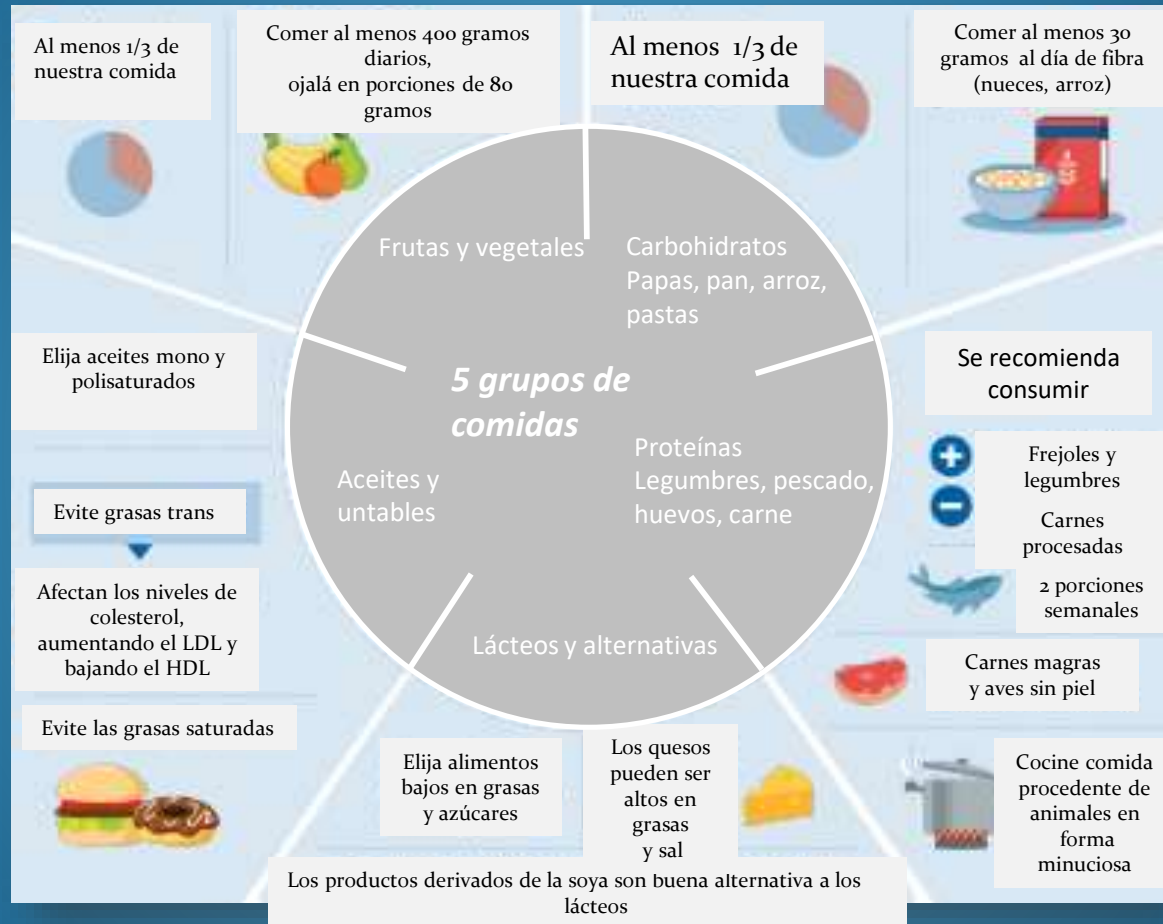 Al menos 1/3 de
nuestra comida
Comer al menos 400 gramos
diarios,
ojalá en porciones de 80
gramos
Al menos 1/3 de
nuestra comida
Comer al menos 30
gramos al día de fibra
(nueces, arroz)
Frutas y vegetales
Carbohidratos
Papas, pan, arroz,
pastas
5 grupos de
comidas
Proteínas
Legumbres, pescado,
huevos, carne
Aceites y
untables
Lácteos y alternativas
Elija aceites mono y
polisaturados
Evite grasas trans
Afectan los niveles de
colesterol,
aumentando el LDL y
bajando el HDL
Evite las grasas saturadas
Se recomienda
consumir
Frejoles y
legumbres
Carnes
procesadas
2 porciones
semanales
Carnes magras
y aves sin piel
Cocine comida
procedente de
animales en
forma
minuciosa
Elija alimentos
bajos en grasas
y azúcares
Los quesos
pueden ser
altos en
grasas
y sal
Los productos derivados de la soya son buena alternativa a los
lácteos